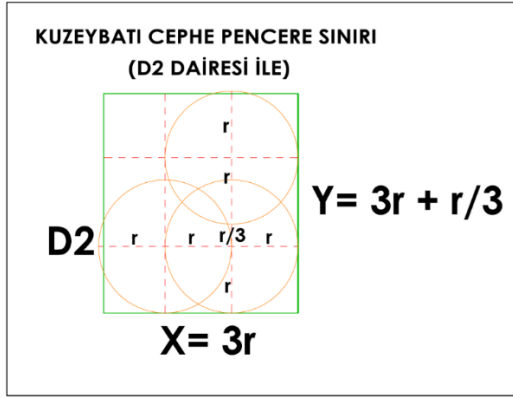 KUZEYBATI CEPHE PENCERE SINIRI
(D2 DAİRESİ İLE)
r
r
Y= 3r + r/3
D2
r
r
r/3
r
r
X= 3r